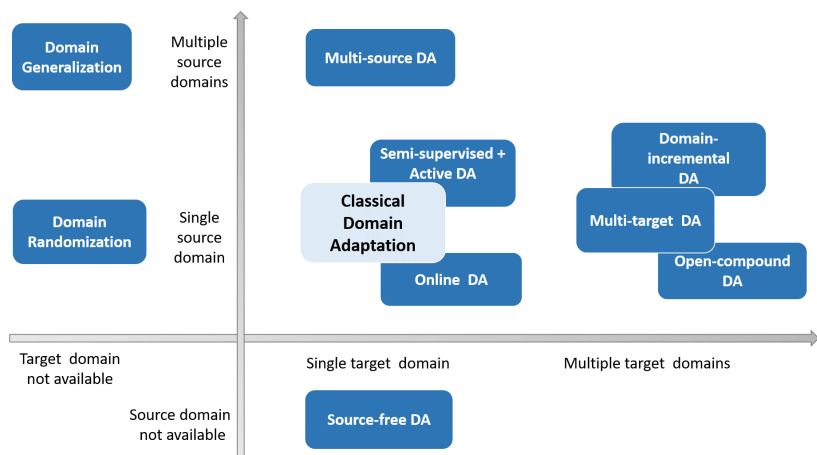 Domain
Generalization
Multiple
source
domains
Multi-source DA
Semi-supervised +
Active DA
Domain-
incremental
DA
Classical
Domain
Adaptation
Domain
Randomization
Single
source
domain
Multi-target DA
Online DA
Open-compound
DA
Target domain
not available
Single target domain
Multiple target domains
Source domain
not available
Source-free DA